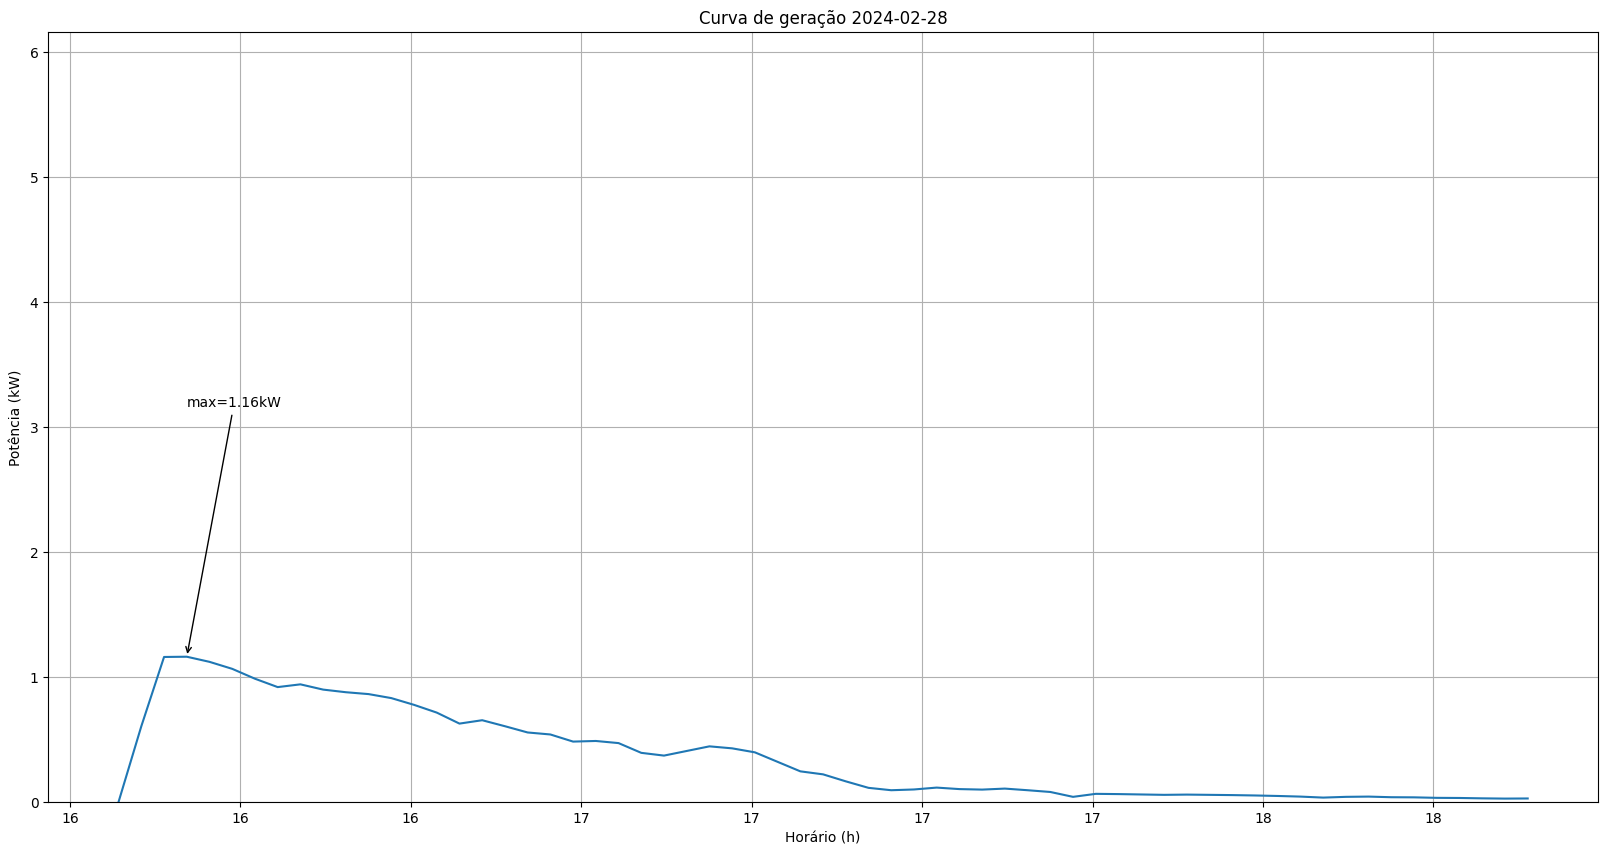 Curva de geração 2024-02-28
6
5
4
3
2
1
0
Potência (kW)
max=1.16kW
16 16 16 17 17 17 17 18 18
Horário (h)